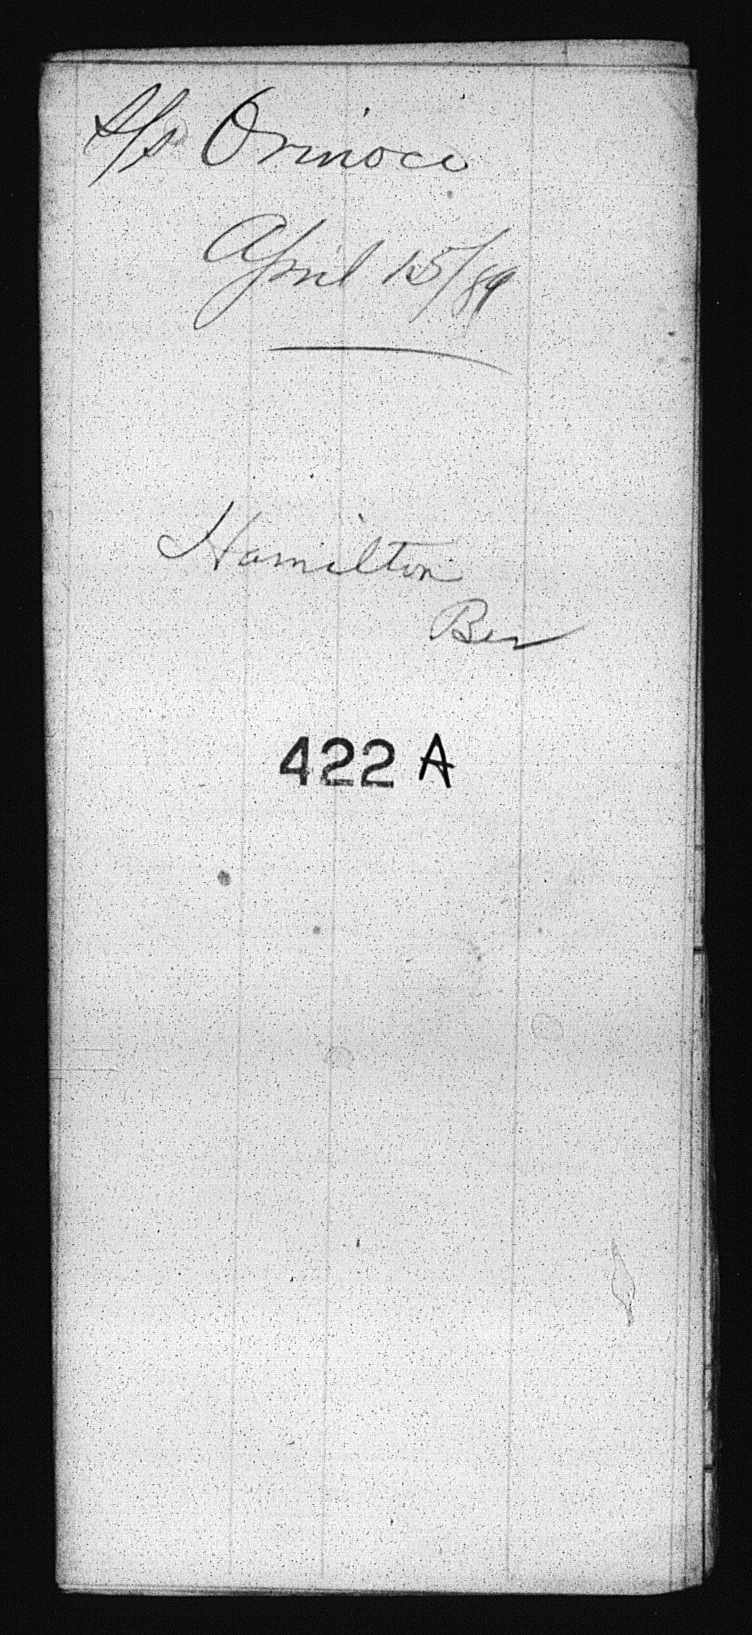 S/s Orinoco
April 15/89
Hamilton
Ber
422 A